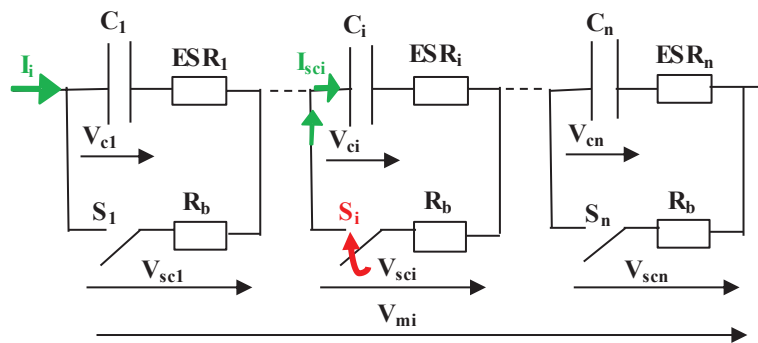 C1 Ci Cn
Ii ESR1 Isci ESRi ESRn
Vc1 Vci Vcn
S1 Rb Si Rb Sn Rb
Vsc1 Vsci Vscn
Vmi